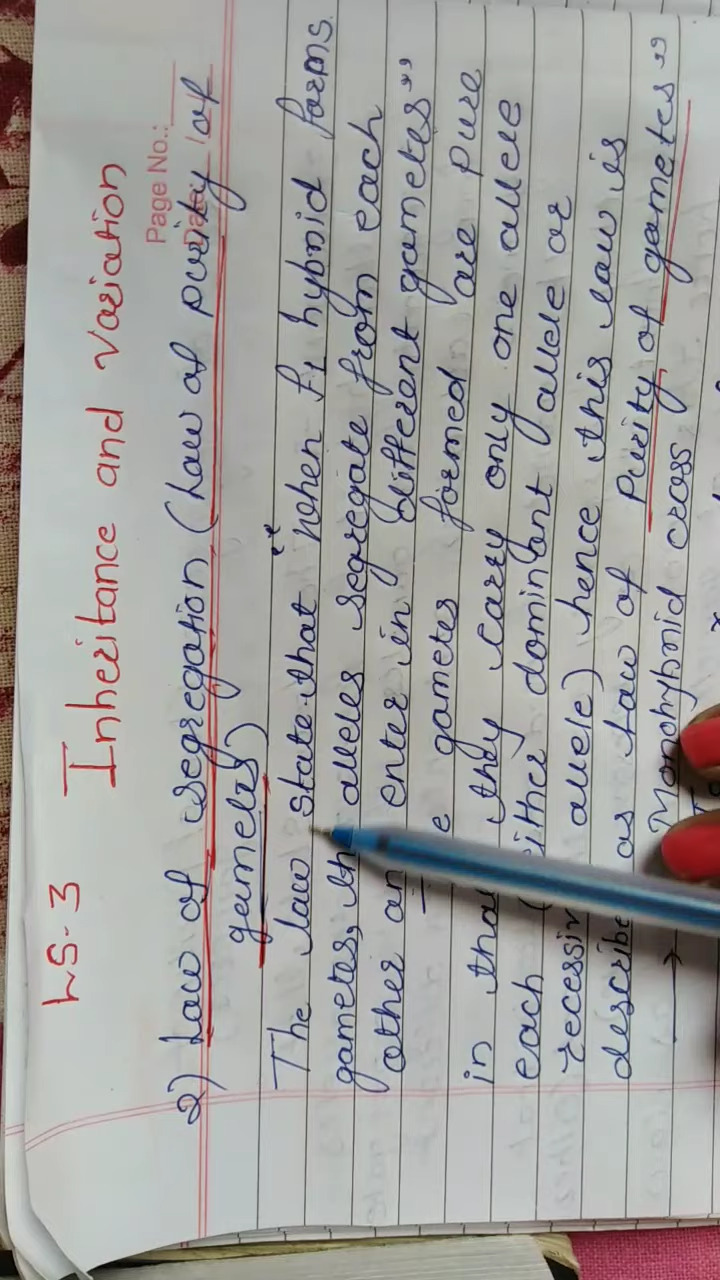 LS-3 Inheritance and variation
Page No.:
Date:
2) Law of segregation (Law of purity of
gametes)
The law state that "When F1 hybrid forms
gametes, the alleles segregate from each
other and enter in different gametes"
gametes formed are pure
in that they carry only one allele
each (either dominant allele or
recessive allele) hence this law is
describe as Law of Purity of gametes"
→ Monohybrid cross